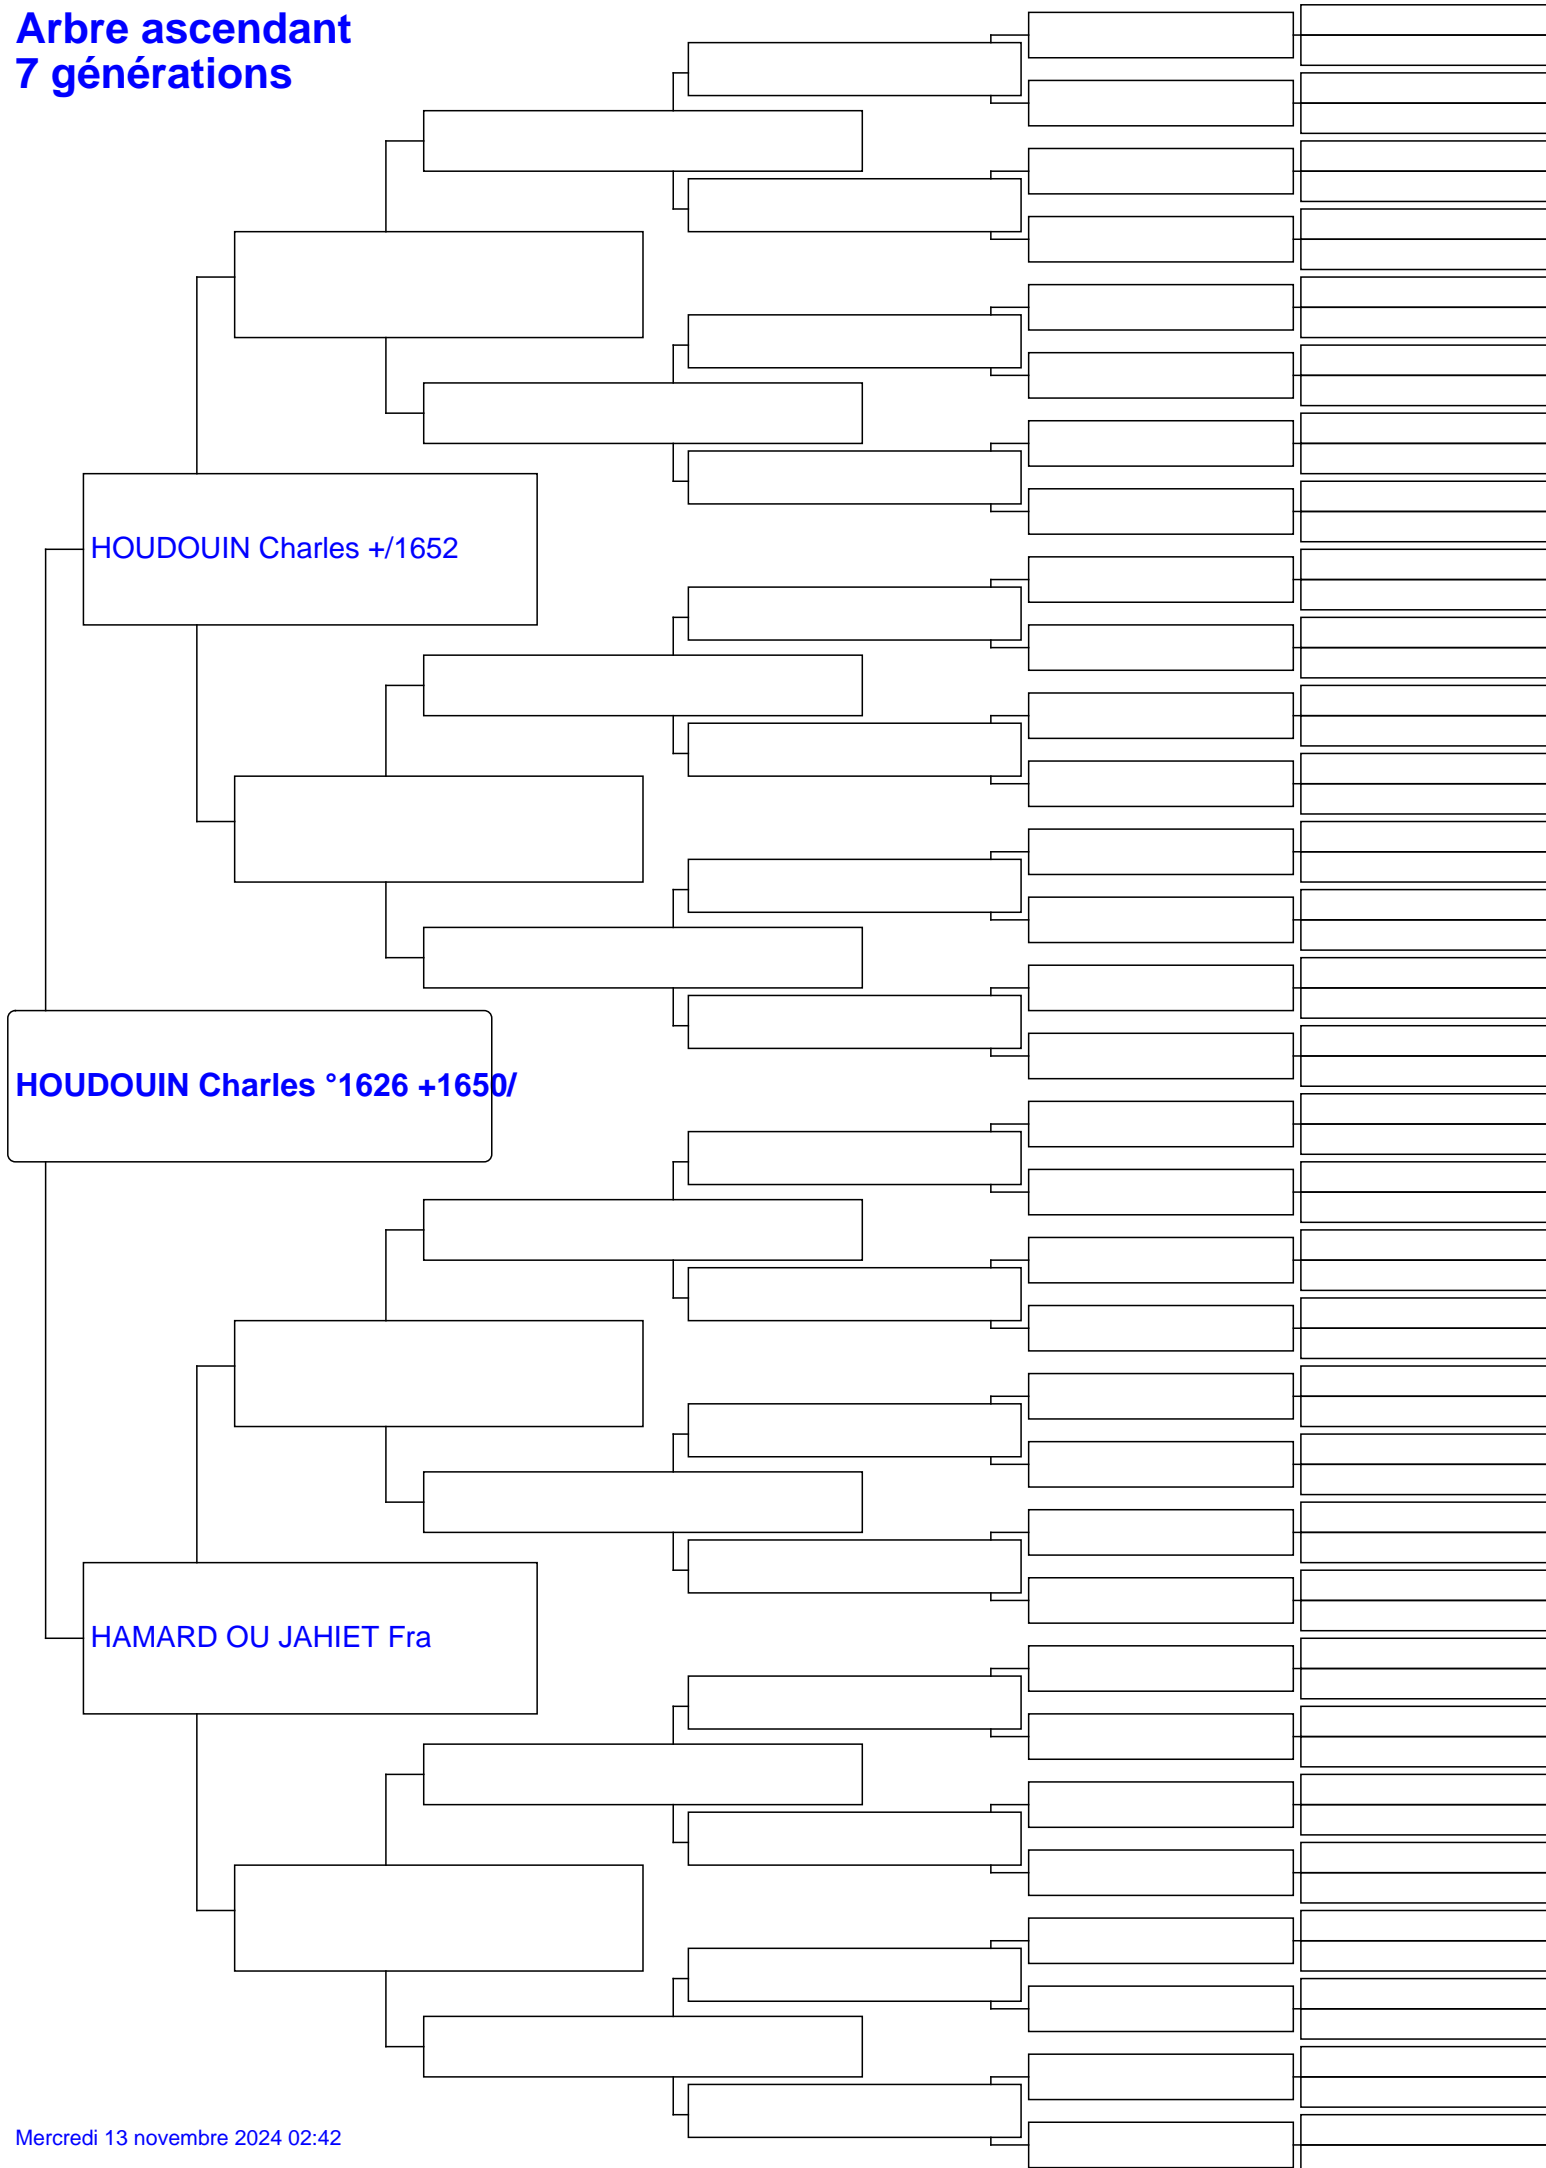 Arbre ascendant
7 générations
HOUDOUIN Charles +/1652
HOUDOUIN Charles °1626 +1650/
HAMARD OU JAHIET Fra
Mercredi 13 novembre 2024 02:42